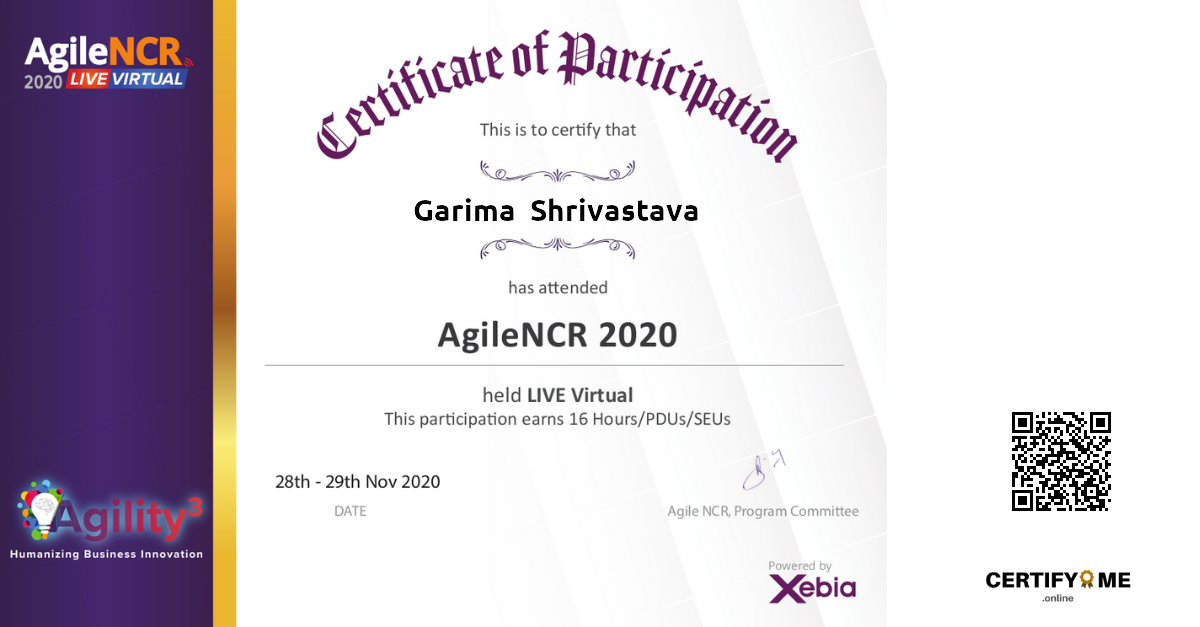 AgileNCR
2020 LIVE VIRTUAL
Certificate of Participation
This is to certify that
Garima Shrivastava
has attended
AgileNCR 2020
held LIVE Virtual
This participation earns 16 Hours/PDUs/SEUs
28th - 29th Nov 2020
DATE
Agile NCR, Program Committee
Agility³
Humanizing Business Innovation
Powered by
Xebia
CERTIFY ME
.online